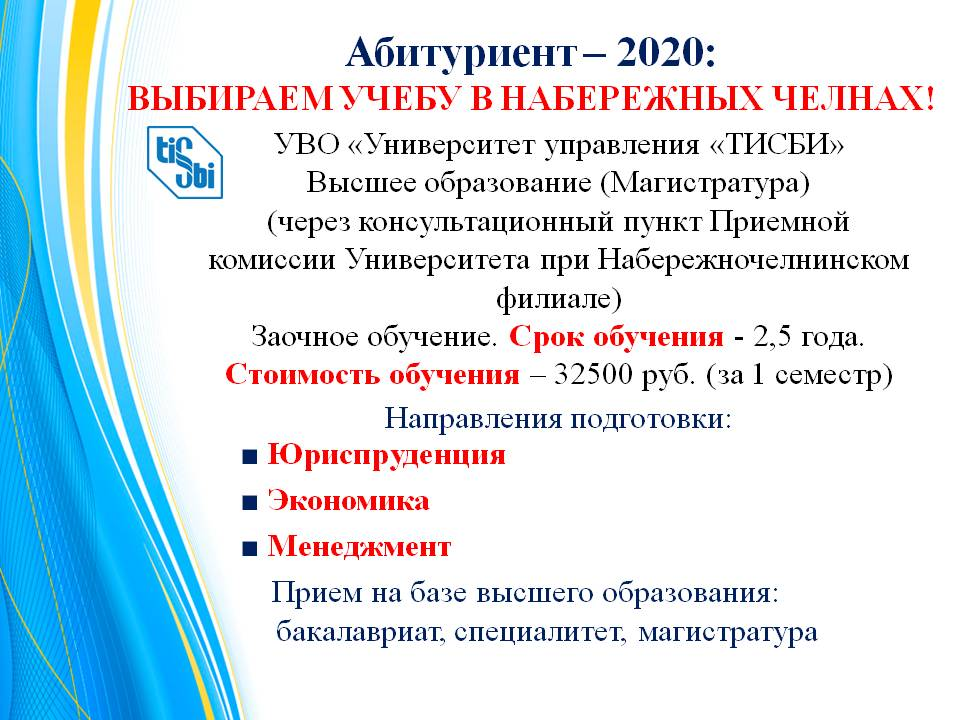 Абитуриент – 2020:
ВЫБИРАЕМ УЧЕБУ В НАБЕРЕЖНЫХ ЧЕЛНАХ!
tisbi
УВО «Университет управления «ТИСБИ»
Высшее образование (Магистратура)
(через консультационный пункт Приемной
комиссии Университета при Набережночелнинском
филиале)
Заочное обучение. Срок обучения - 2,5 года.
Стоимость обучения – 32500 руб. (за 1 семестр)
Направления подготовки:
■ Юриспруденция
■ Экономика
■ Менеджмент
Прием на базе высшего образования:
бакалавриат, специалитет, магистратура